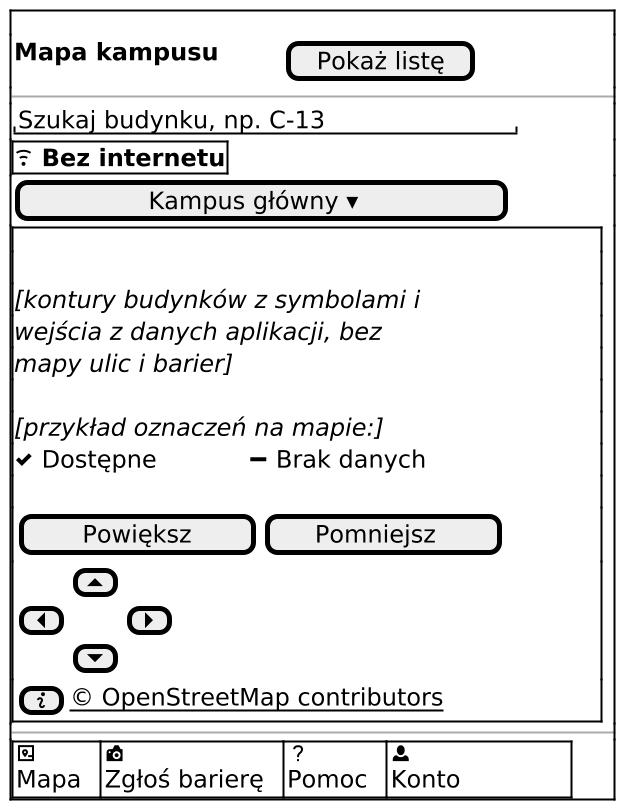 Mapa kampusu
Pokaż listę
Szukaj budynku, np. C-13
Bez internetu
Kampus główny ▾
[kontury budynków z symbolami i
wejścia z danych aplikacji, bez
mapy ulic i barier]
[przykład oznaczeń na mapie:]
Dostępne
Brak danych
Powiększ
Pomniejsz
i © OpenStreetMap contributors
?
Mapa
Zgłoś barierę
Pomoc
Konto